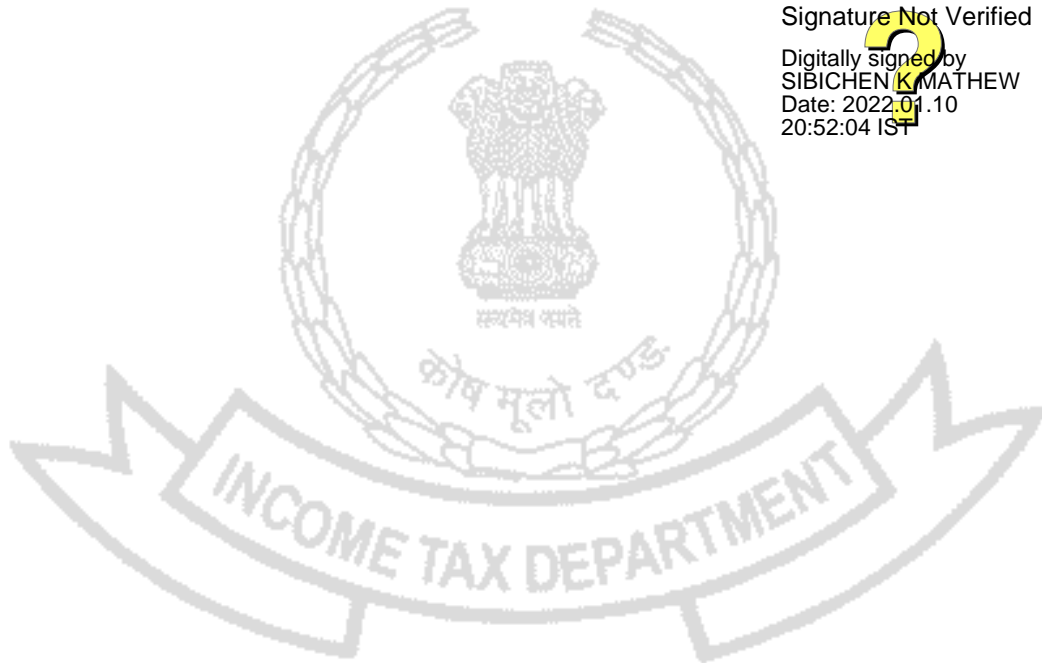 Signature Not Verified
Digitally signed by
SIBICHEN K MATHEW
Date: 2022.01.10
20:52:04 IST
सत्यमेव जयते
कोष मूलो दण्डः
INCOME TAX DEPARTMENT